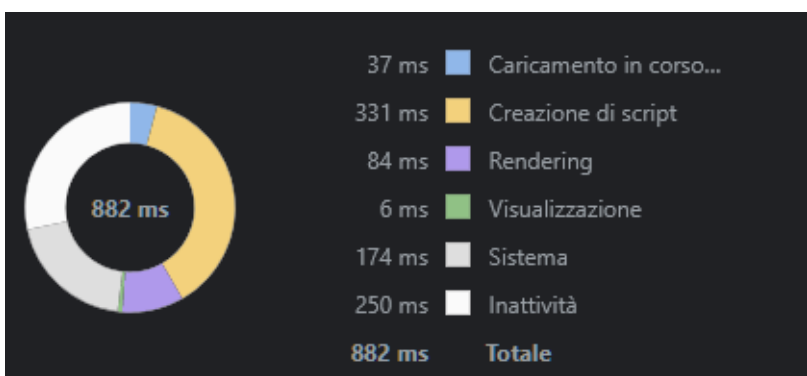 37 ms Caricamento in corso...
331 ms Creazione di script
84 ms Rendering
882 ms
6 ms Visualizzazione
174 ms Sistema
250 ms Inattività
882 ms Totale